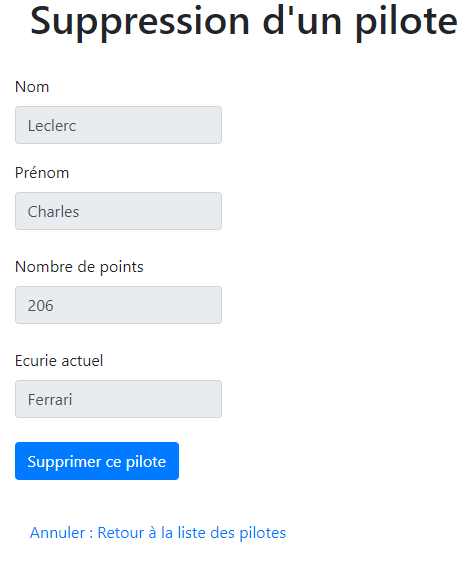 Suppression d'un pilote
Nom
Leclerc
Prénom
Charles
Nombre de points
206
Ecurie actuel
Ferrari
Supprimer ce pilote
Annuler : Retour à la liste des pilotes